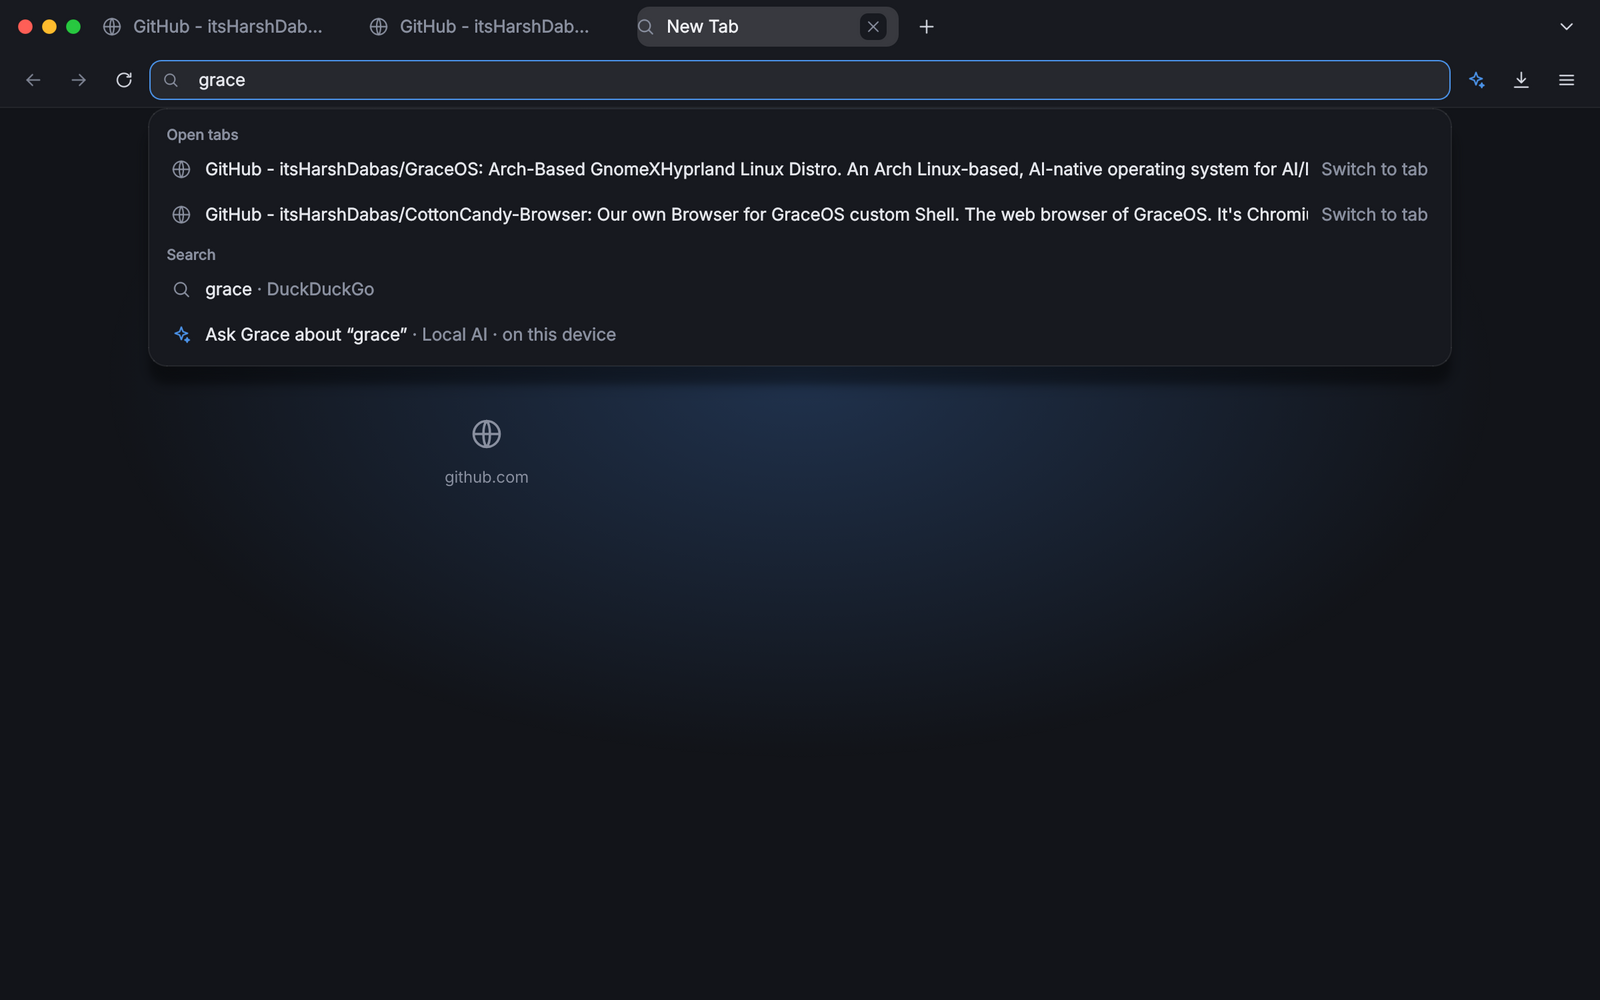 GitHub - itsHarshDab...
GitHub - itsHarshDab...
New Tab
grace
Open tabs
GitHub - itsHarshDabas/GraceOS: Arch-Based GnomeXHyprland Linux Distro. An Arch Linux-based, AI-native operating system for AI/ Switch to tab
GitHub - itsHarshDabas/CottonCandy-Browser: Our own Browser for GraceOS custom Shell. The web browser of GraceOS. It's Chromi Switch to tab
Search
grace · DuckDuckGo
Ask Grace about “grace” · Local AI · on this device
github.com